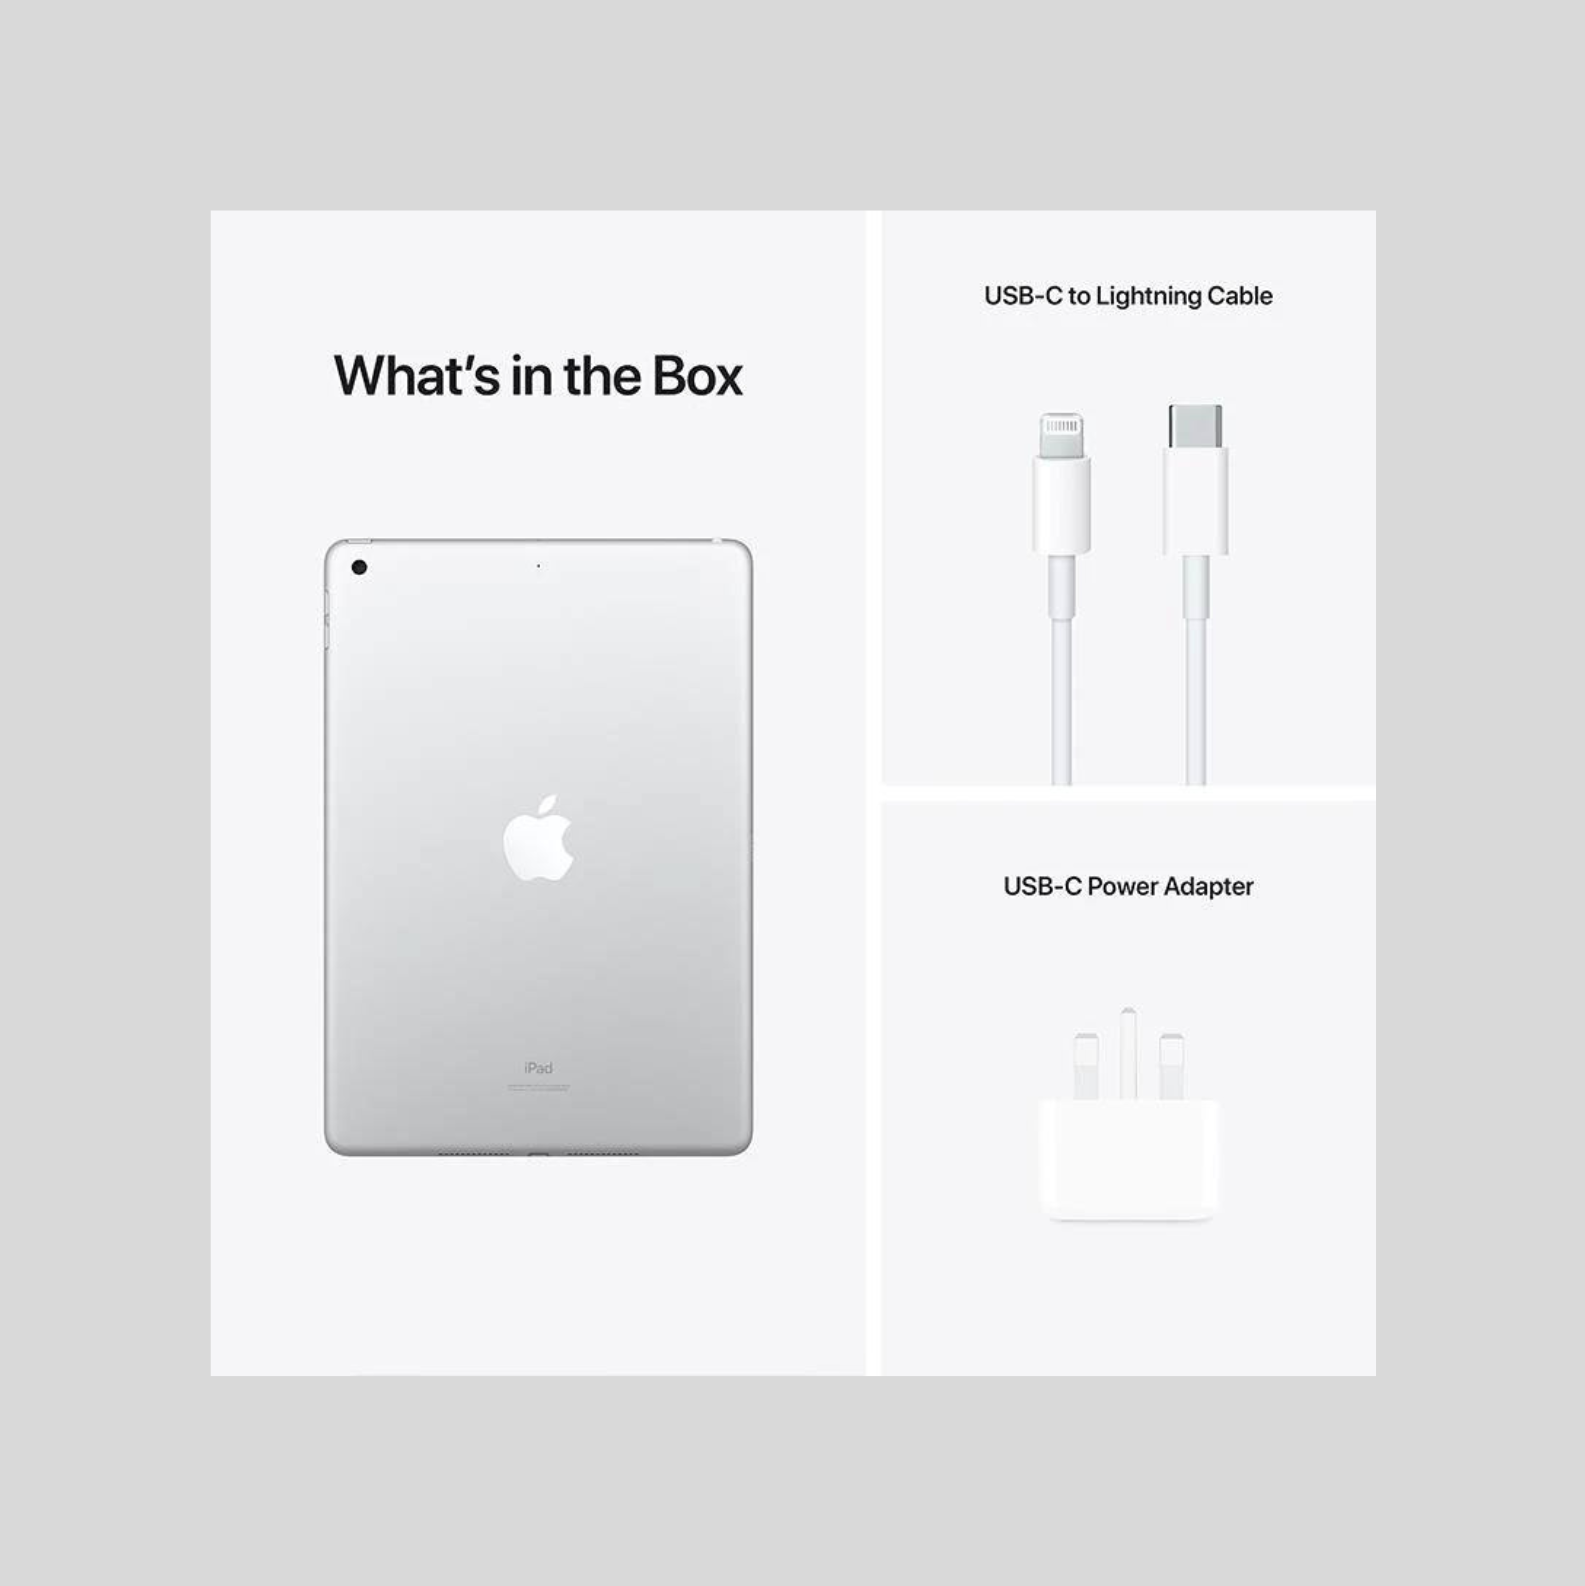 What’s in the Box
iPad
USB-C to Lightning Cable
USB-C Power Adapter